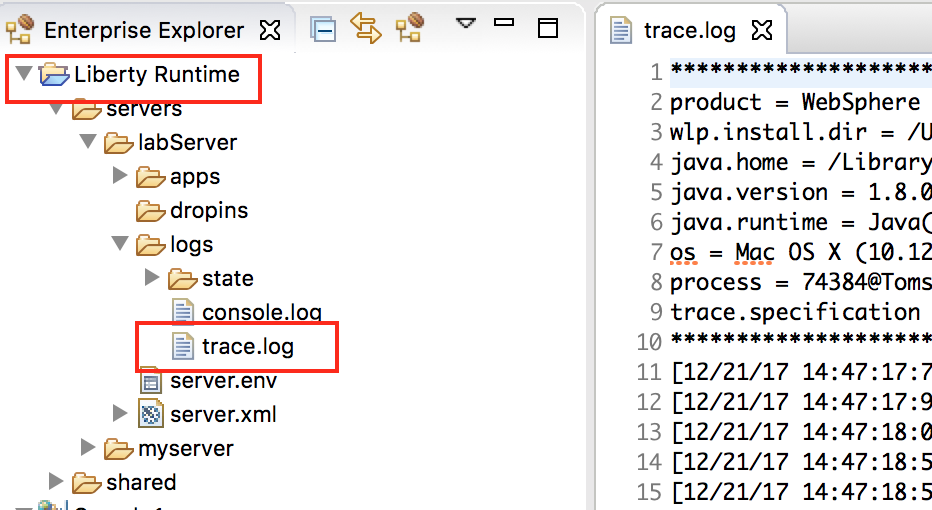 Enterprise Explorer
Liberty Runtime
servers
labServer
apps
dropins
logs
state
console.log
trace.log
server.env
server.xml
myserver
shared
trace.log
1 ********************
2 product = WebSphere
3 wlp.install.dir = /U
4 java.home = /Library
5 java.version = 1.8.0
6 java.runtime = Java(
7 os = Mac OS X (10.12
8 process = 74384@Toms
9 trace.specification
10 ********************
11 [12/21/17 14:47:17:7
12 [12/21/17 14:47:17:9
13 [12/21/17 14:47:18:0
14 [12/21/17 14:47:18:5
15 [12/21/17 14:47:18:5